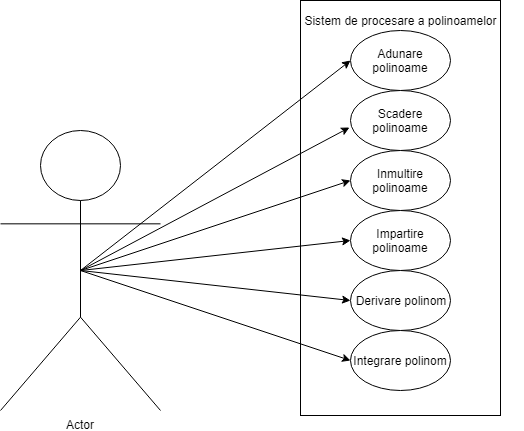 Sistem de procesare a polinoamelor
Adunare
polinoame
Scadere
polinoame
Inmultire
polinoame
Impartire
polinoame
Derivare polinom
Integrare polinom
Actor